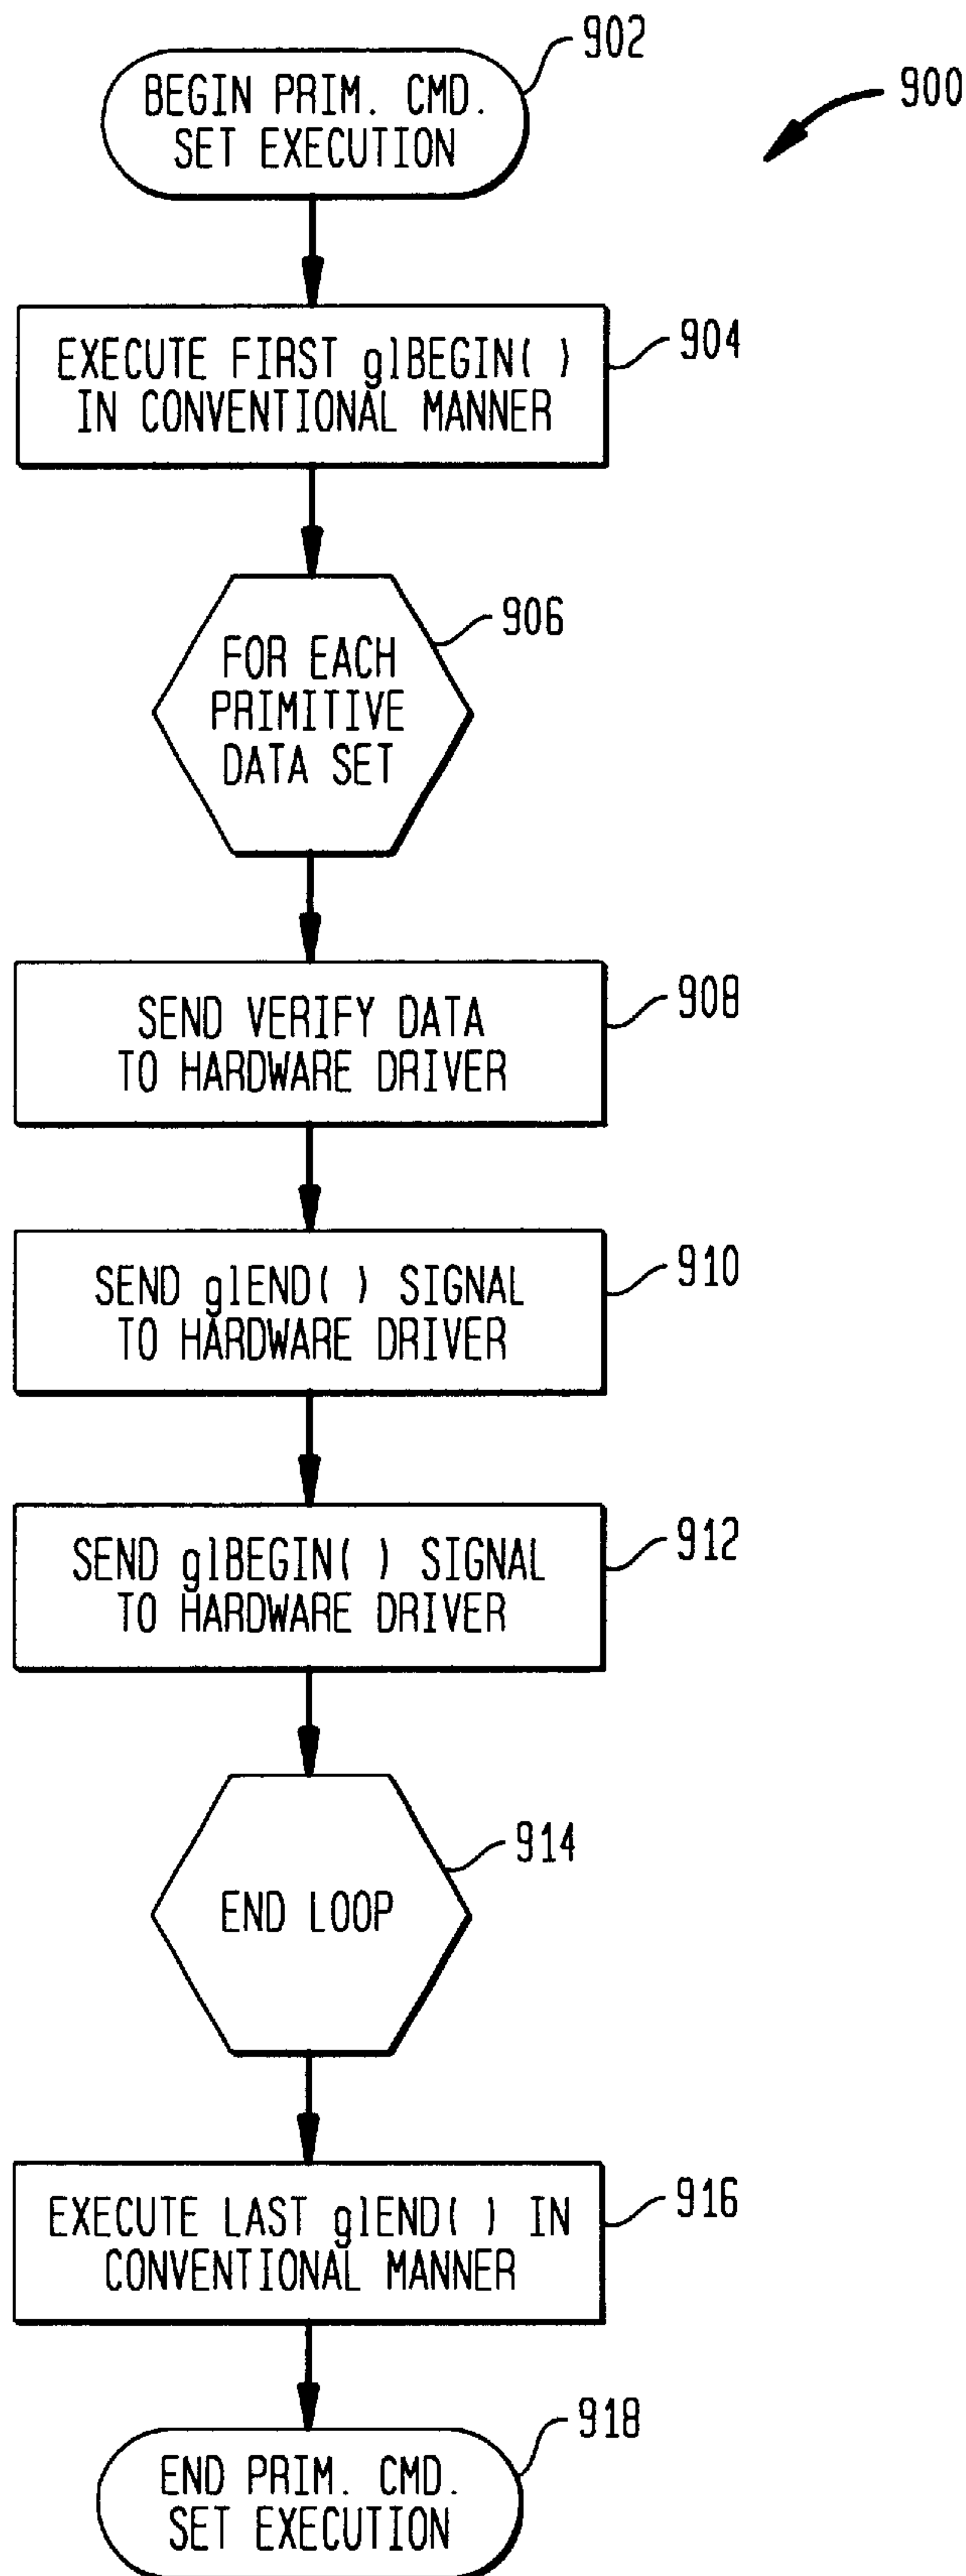 902
900
BEGIN PRIM. CMD.
SET EXECUTION
904
EXECUTE FIRST glBEGIN( )
IN CONVENTIONAL MANNER
906
FOR EACH
PRIMITIVE
DATA SET
908
SEND VERIFY DATA
TO HARDWARE DRIVER
910
SEND glEND( ) SIGNAL
TO HARDWARE DRIVER
912
SEND glBEGIN( ) SIGNAL
TO HARDWARE DRIVER
914
END LOOP
916
EXECUTE LAST glEND( ) IN
CONVENTIONAL MANNER
918
END PRIM. CMD.
SET EXECUTION